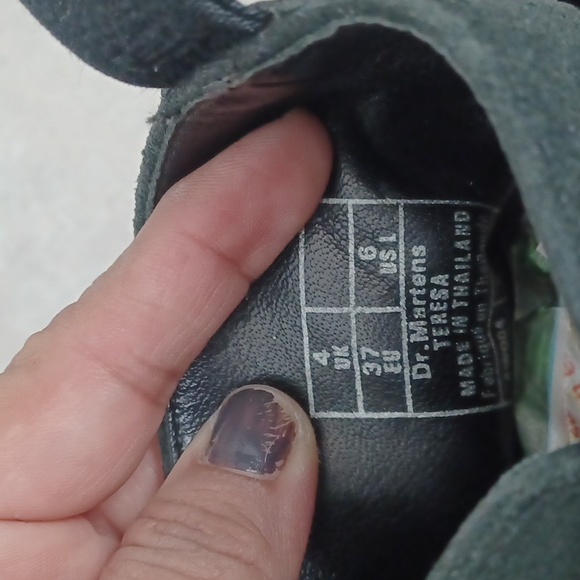 4
UK
37
EU
6
US L
Dr.Martens
TERESA
MADE IN THAILAND